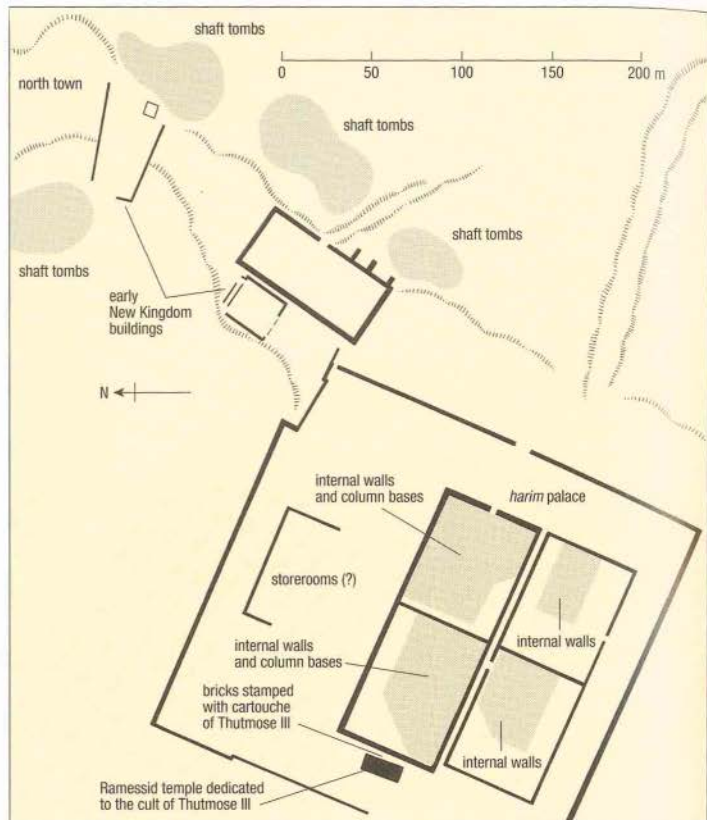 shaft tombs
0 50 100 150 200 m
north town
shaft tombs
shaft tombs
shaft tombs
early
New Kingdom
buildings
N
internal walls
and column bases
harim palace
storerooms (?)
internal walls
internal walls
and column bases
bricks stamped
with cartouche
of Thutmose III
internal walls
Ramessid temple dedicated
to the cult of Thutmose III